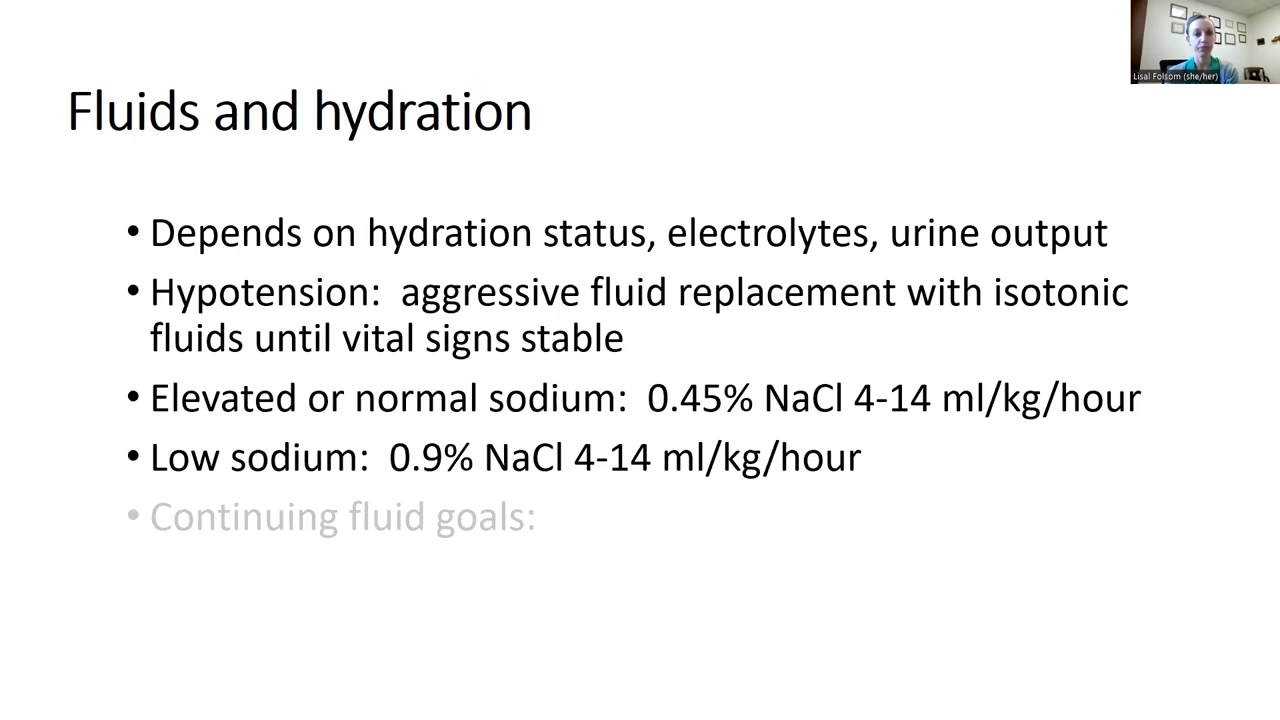 Lisal Folsom (she/her)
Fluids and hydration
• Depends on hydration status, electrolytes, urine output
• Hypotension:  aggressive fluid replacement with isotonic
fluids until vital signs stable
• Elevated or normal sodium:  0.45% NaCl 4-14 ml/kg/hour
• Low sodium:  0.9% NaCl 4-14 ml/kg/hour
• Continuing fluid goals: